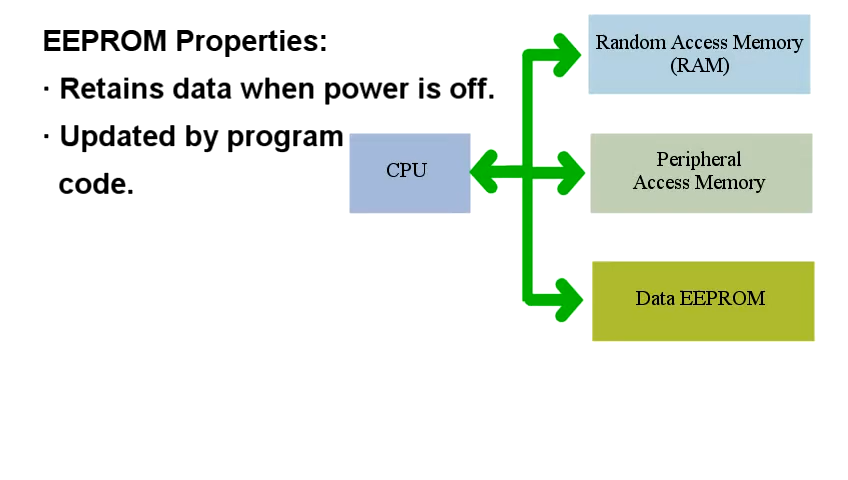 EEPROM Properties:
· Retains data when power is off.
· Updated by program
code.
Random Access Memory
(RAM)
CPU
Peripheral
Access Memory
Data EEPROM